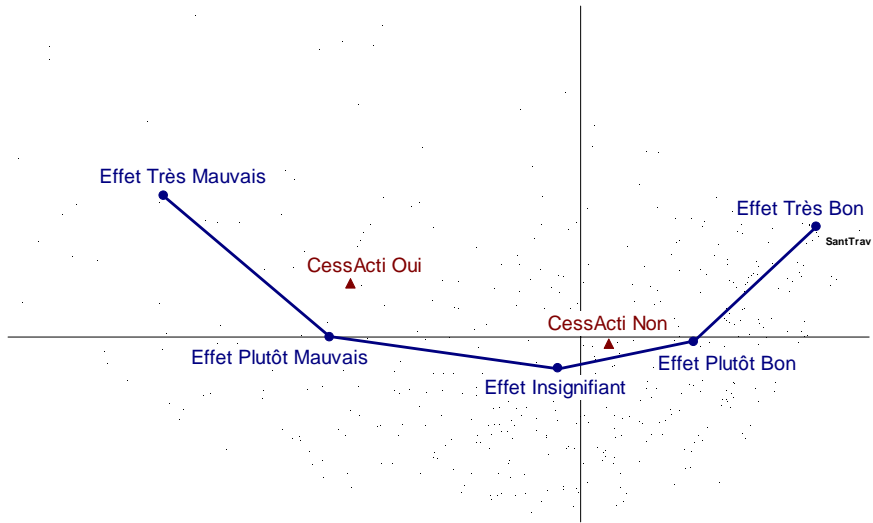 Effet Très Mauvais
Effet Très Bon
SantTrav
CessActi Oui
CessActi Non
Effet Plutôt Mauvais
Effet Plutôt Bon
Effet Insignifiant